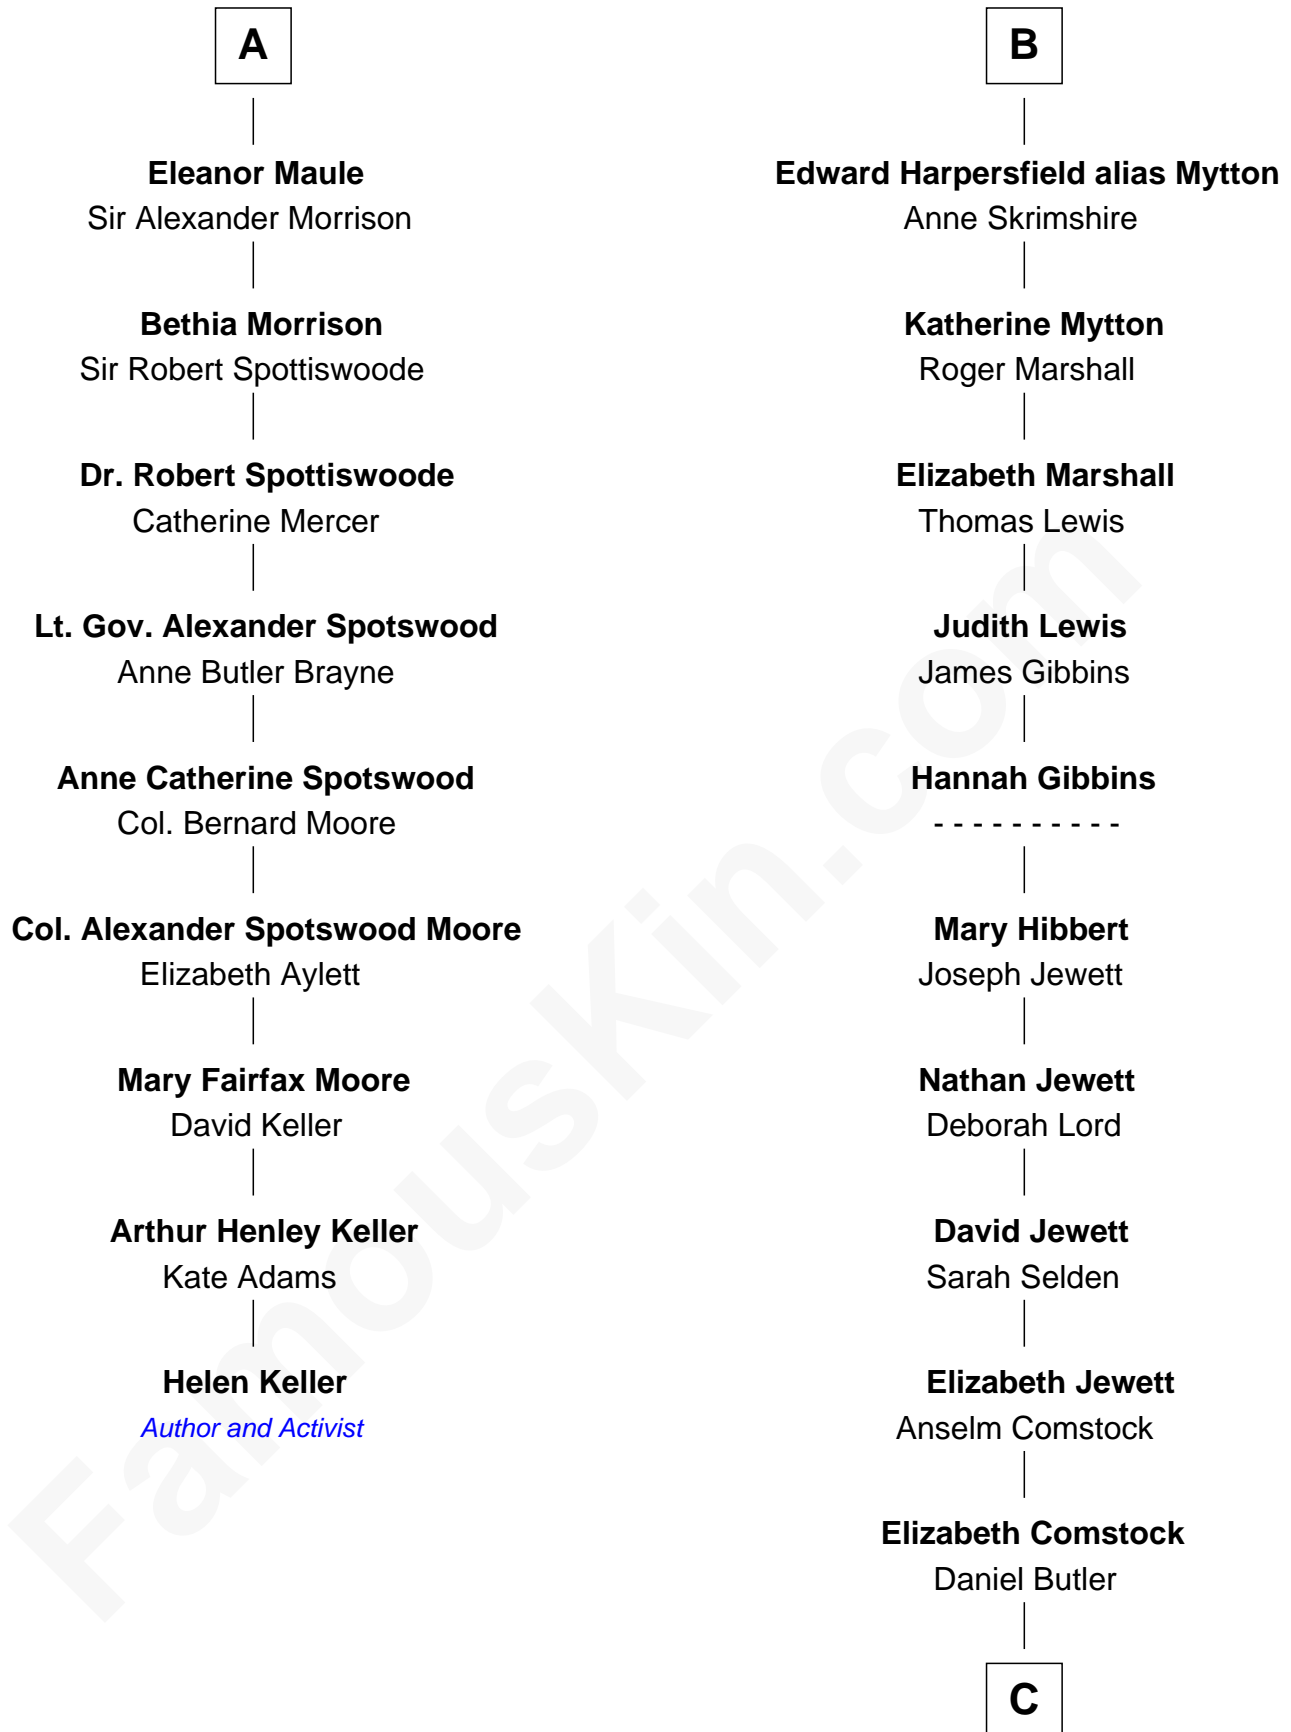 A
Eleanor Maule
Sir Alexander Morrison
Bethia Morrison
Sir Robert Spottiswoode
Dr. Robert Spottiswoode
Catherine Mercer
Lt. Gov. Alexander Spotswood
Anne Butler Brayne
Anne Catherine Spotswood
Col. Bernard Moore
Col. Alexander Spotswood Moore
Elizabeth Aylett
Mary Fairfax Moore
David Keller
Arthur Henley Keller
Kate Adams
Helen Keller
Author and Activist
B
Edward Harpersfield alias Mytton
Anne Skrimshire
Katherine Mytton
Roger Marshall
Elizabeth Marshall
Thomas Lewis
Judith Lewis
James Gibbins
Hannah Gibbins
- - - - - - - - - -
Mary Hibbert
Joseph Jewett
Nathan Jewett
Deborah Lord
David Jewett
Sarah Selden
Elizabeth Jewett
Anselm Comstock
Elizabeth Comstock
Daniel Butler
C
FamousKin.com